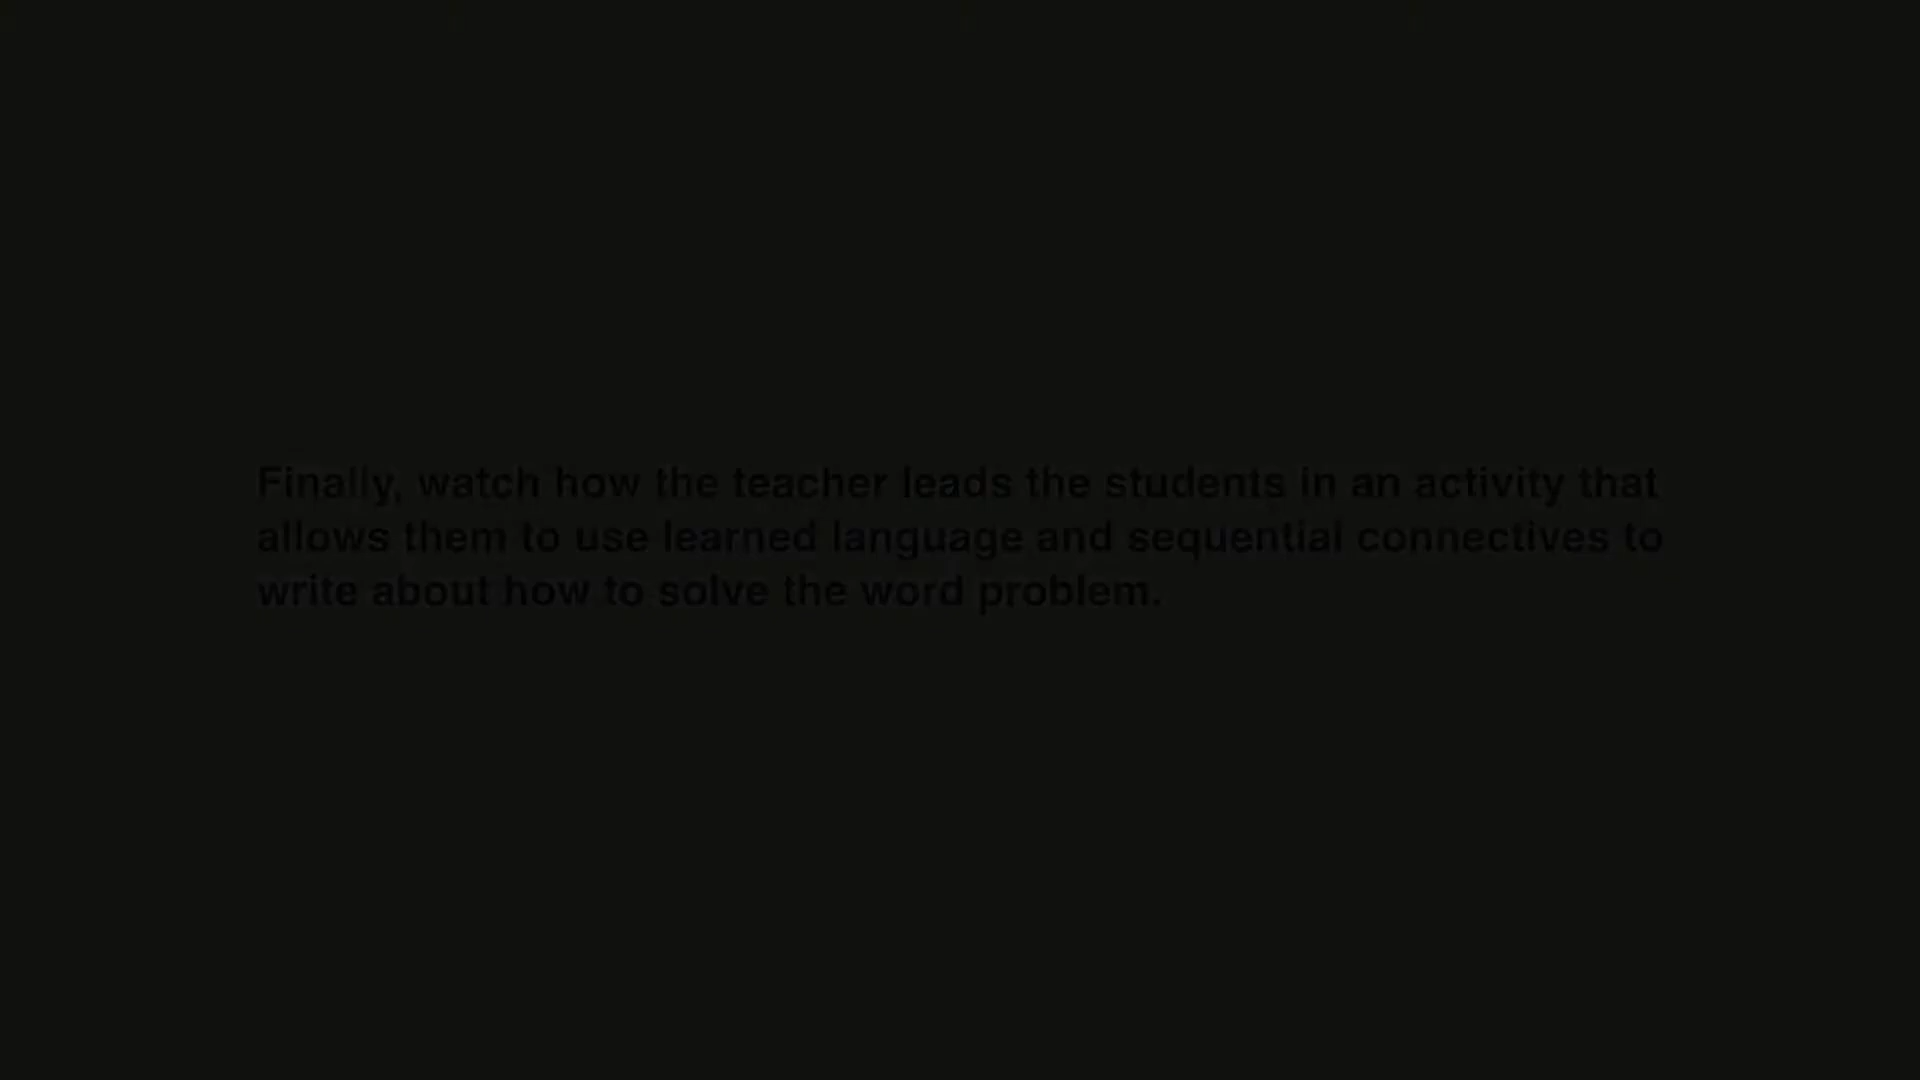 Finally, watch how the teacher leads the students in an activity that
allows them to use learned language and sequential connectives to
write about how to solve the word problem.